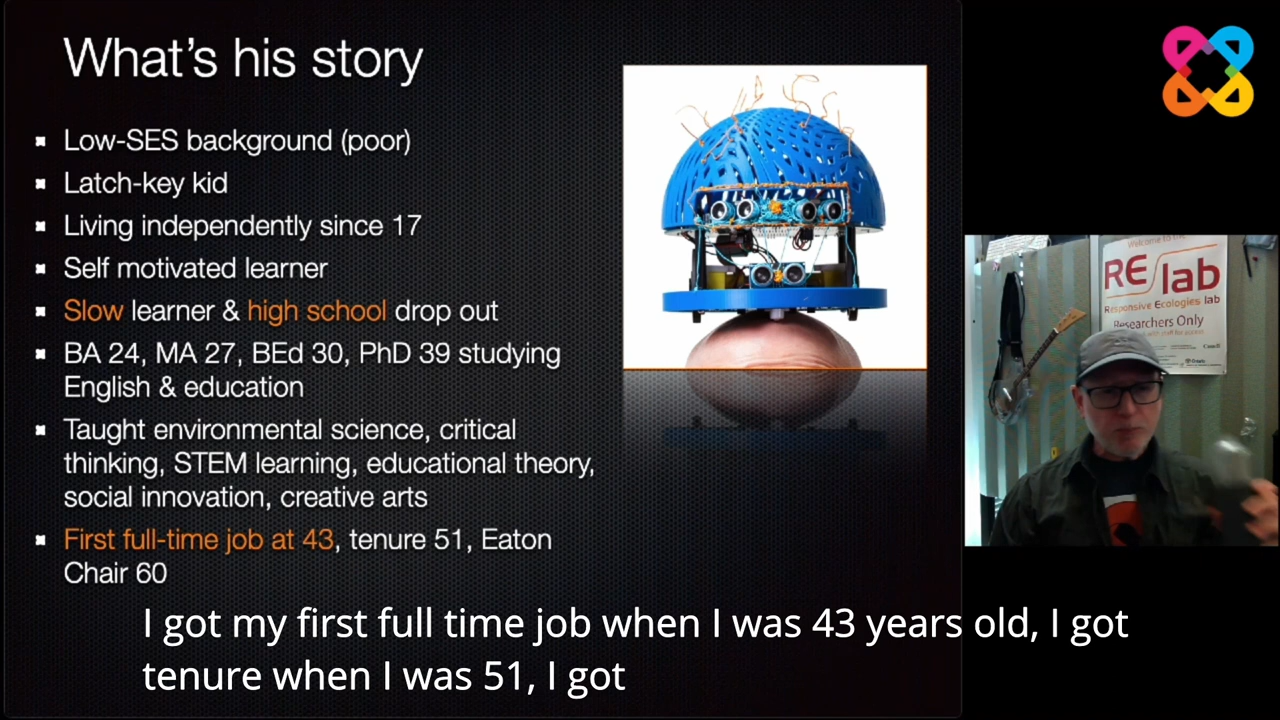 What's his story
Low-SES background (poor)
Latch-key kid
Living independently since 17
Self motivated learner
Slow learner & high school drop out
BA 24, MA 27, BEd 30, PhD 39 studying
English & education
Taught environmental science, critical
thinking, STEM learning, educational theory,
social innovation, creative arts
First full-time job at 43, tenure 51, Eaton
Chair 60
Welcome to the
RE lab
Responsive Ecologies lab
Researchers Only
I got my first full time job when I was 43 years old, I got
tenure when I was 51, I got